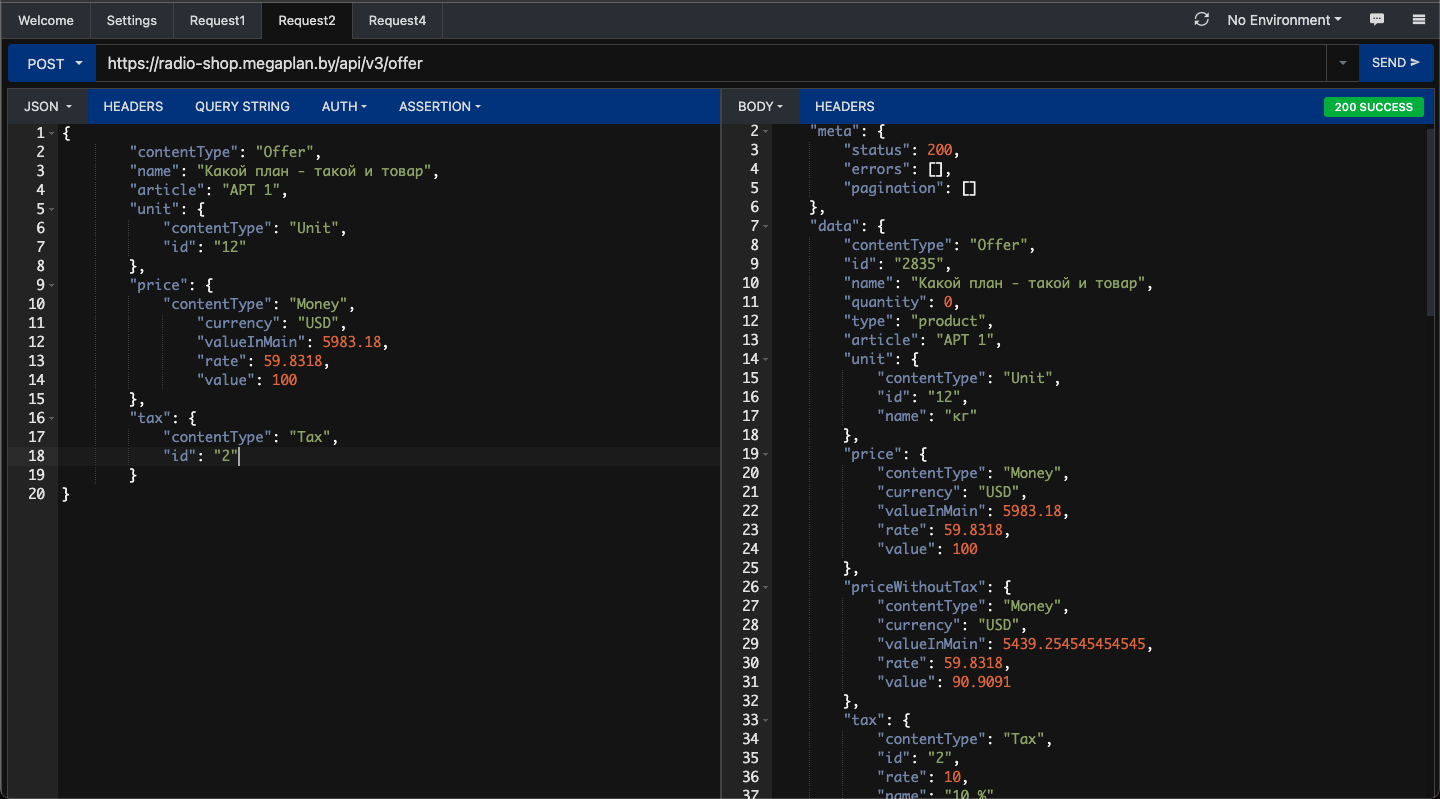 Welcome
Settings
Request1
Request2
Request4
No Environment
POST
https://radio-shop.megaplan.by/api/v3/offer
SEND
JSON
HEADERS
QUERY STRING
AUTH
ASSERTION
1 {
2 "contentType": "Offer",
3 "name": "Какой план - такой и товар",
4 "article": "АРТ 1",
5 "unit": {
6 "contentType": "Unit",
7 "id": "12"
8 },
9 "price": {
10 "contentType": "Money",
11 "currency": "USD",
12 "valueInMain": 5983.18,
13 "rate": 59.8318,
14 "value": 100
15 },
16 "tax": {
17 "contentType": "Tax",
18 "id": "2"
19 }
20 }
BODY
HEADERS
200 SUCCESS
2 "meta": {
3 "status": 200,
4 "errors": [],
5 "pagination": []
6 },
7 "data": {
8 "contentType": "Offer",
9 "id": "2835",
10 "name": "Какой план - такой и товар",
11 "quantity": 0,
12 "type": "product",
13 "article": "АРТ 1",
14 "unit": {
15 "contentType": "Unit",
16 "id": "12",
17 "name": "кг"
18 },
19 "price": {
20 "contentType": "Money",
21 "currency": "USD",
22 "valueInMain": 5983.18,
23 "rate": 59.8318,
24 "value": 100
25 },
26 "priceWithoutTax": {
27 "contentType": "Money",
28 "currency": "USD",
29 "valueInMain": 5439.254545454545,
30 "rate": 59.8318,
31 "value": 90.9091
32 },
33 "tax": {
34 "contentType": "Tax",
35 "id": "2",
36 "rate": 10,
37 "name": "10 %"